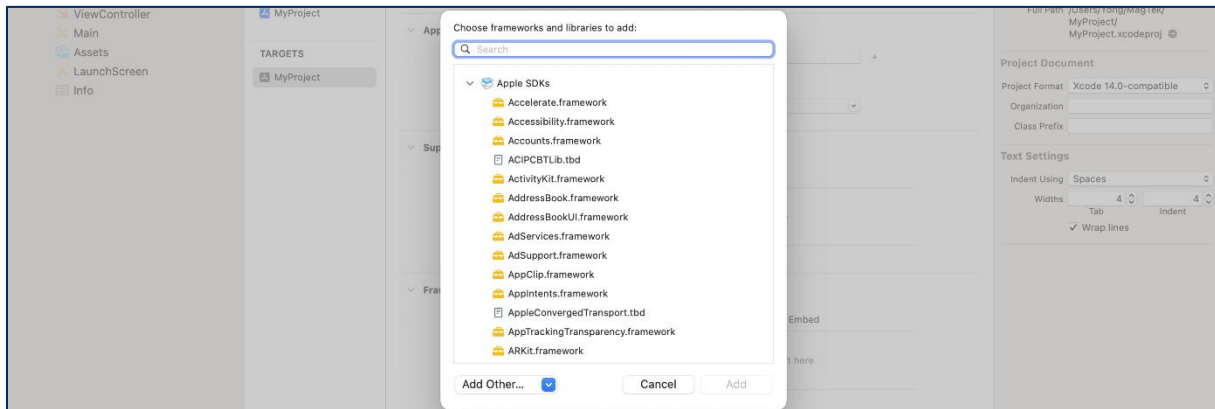 ViewController
Main
Assets
LaunchScreen
Info
MyProject
TARGETS
MyProject
App
Sup
Fra
Choose frameworks and libraries to add:
Search
Apple SDKs
Accelerate.framework
Accessibility.framework
Accounts.framework
ACIPCBTLib.tbd
ActivityKit.framework
AddressBook.framework
AddressBookUI.framework
AdServices.framework
AdSupport.framework
AppClip.framework
AppIntents.framework
AppleConvergedTransport.tbd
AppTrackingTransparency.framework
ARKit.framework
Add Other...
Cancel
Add
+
Embed
t here
Full Path /Users/Yong/MagTek/
MyProject/
MyProject.xcodeproj
Project Document
Project Format Xcode 14.0-compatible
Organization
Class Prefix
Text Settings
Indent Using Spaces
Widths 4 4
Tab Indent
Wrap lines